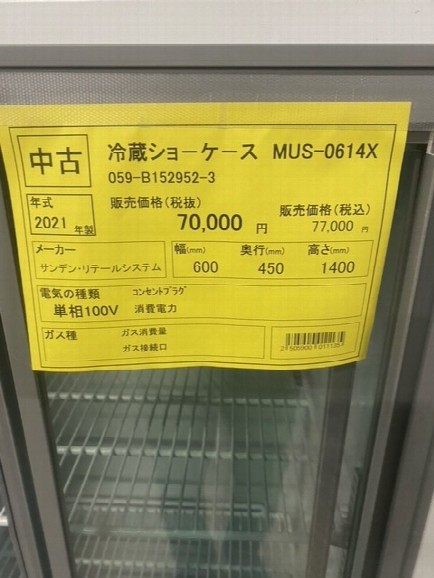 中古
冷蔵ショーケース MUS-0614X
059-B152952-3
年式
2021 年製
販売価格(税抜)
70,000 円
販売価格(税込)
77,000 円
メーカー
サンデン・リテールシステム
幅(mm) 奥行(mm) 高さ(mm)
600 450 1400
電気の種類 コンセントプラグ
単相100V 消費電力
ガス種 ガス消費量
ガス接続口